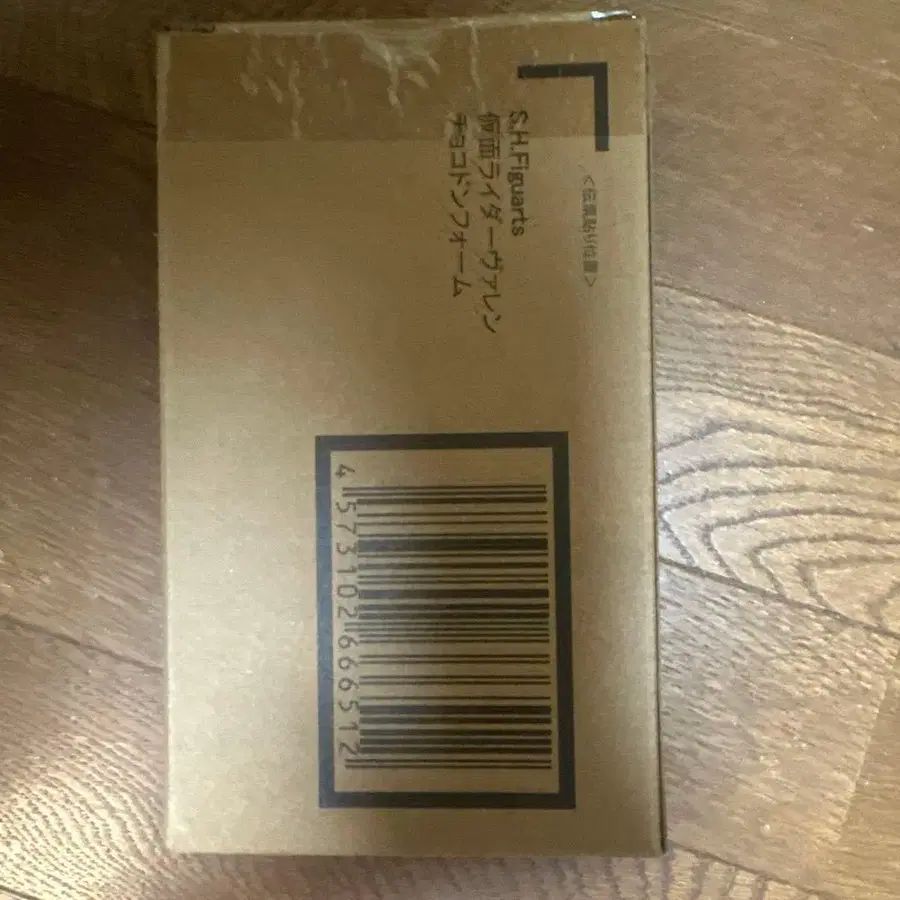 <伝票貼り位置>
S.H.Figuarts
仮面ライダーヴァレン
チョコドンフォーム
4573102666512